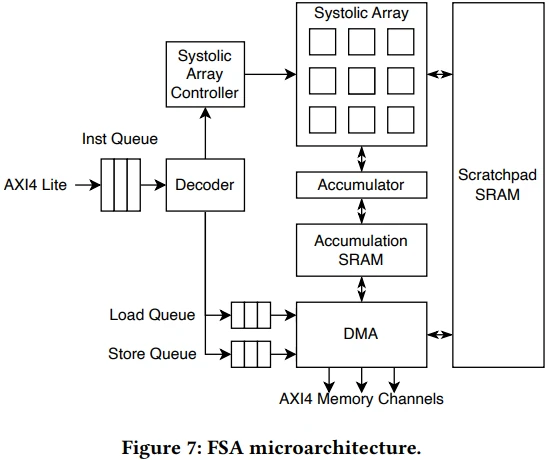 Systolic Array
Systolic
Array
Controller
Inst Queue
AXI4 Lite
Decoder
Accumulator
Scratchpad
SRAM
Accumulation
SRAM
Load Queue
Store Queue
DMA
AXI4 Memory Channels
Figure 7: FSA microarchitecture.